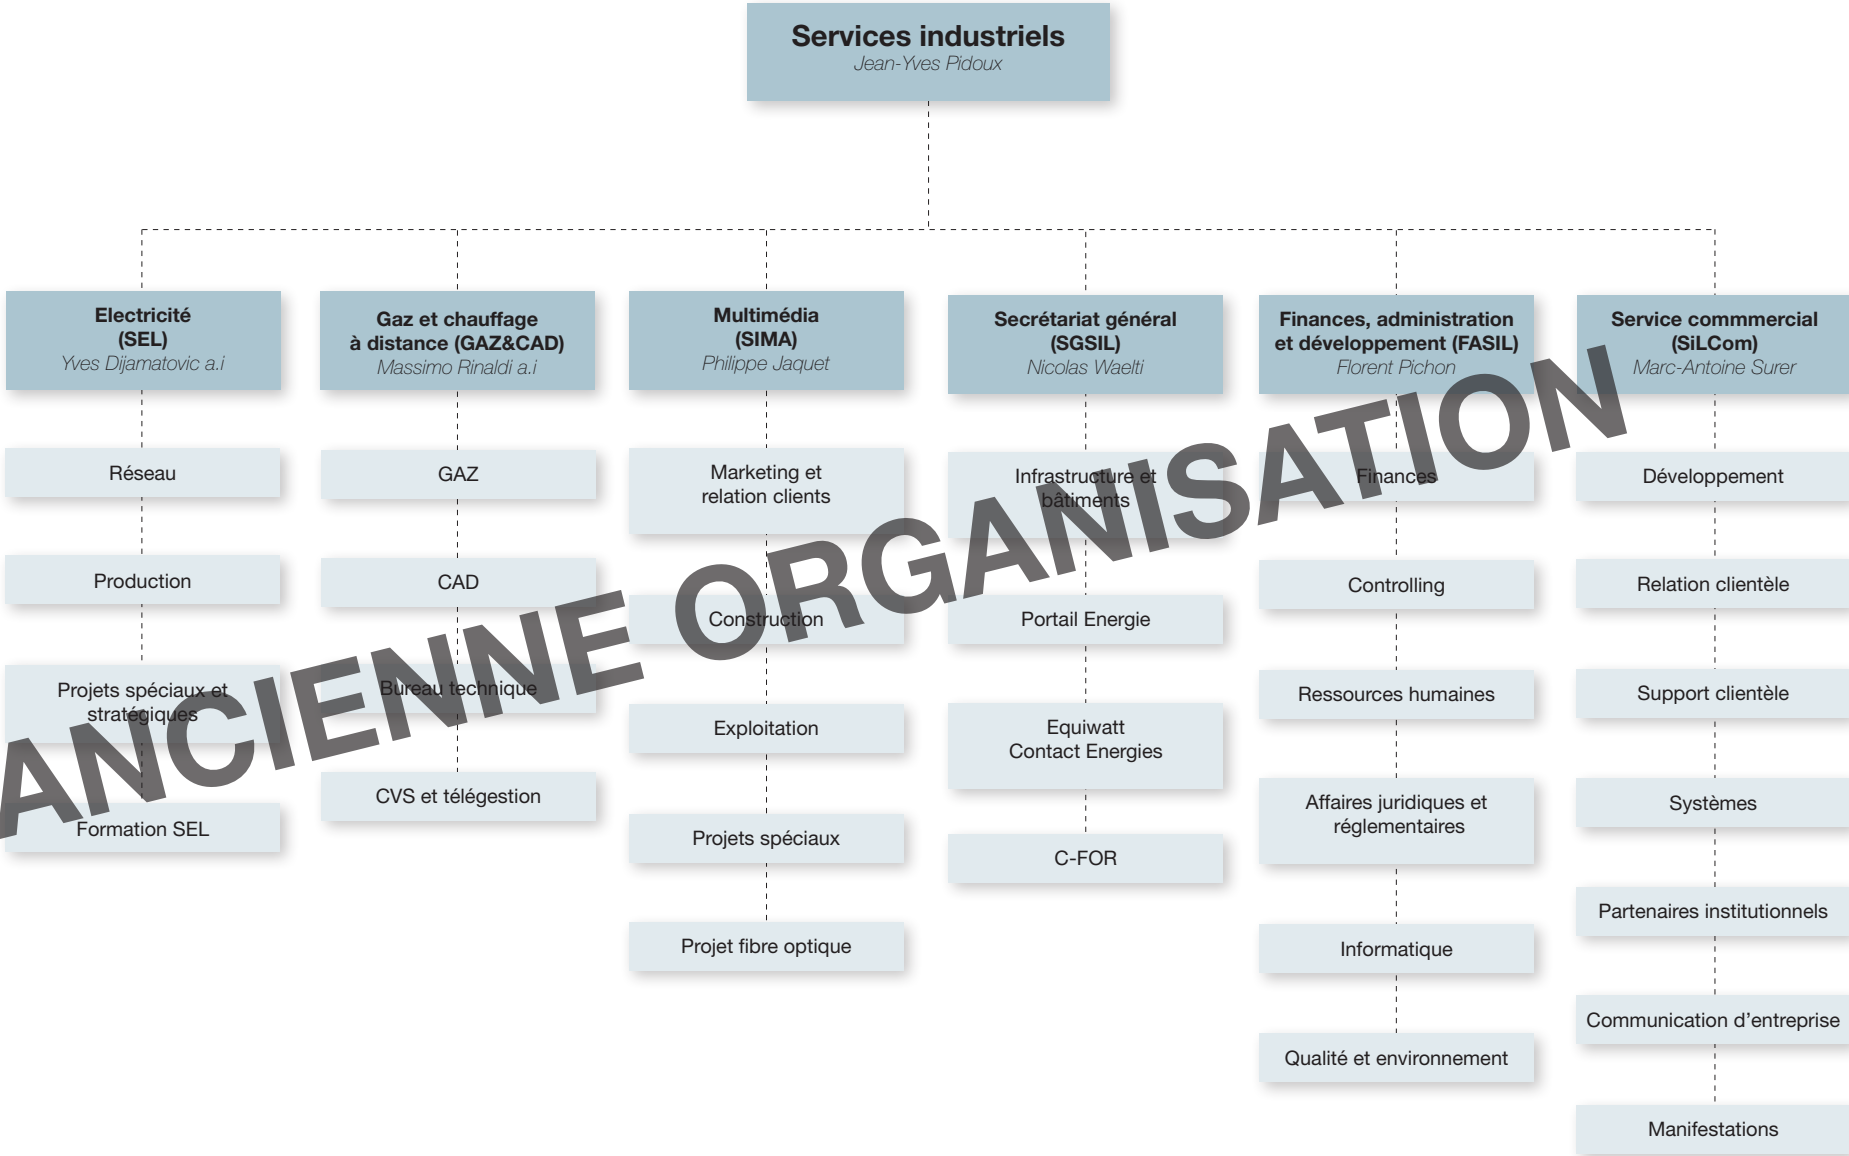 Services industriels
Jean-Yves Pidoux
Electricité
(SEL)
Yves Dijamatovic a.i
Réseau
Production
Projets spéciaux et
stratégiques
Formation SEL
Gaz et chauffage
à distance (GAZ&CAD)
Massimo Rinaldi a.i
GAZ
CAD
Bureau technique
CVS et télégestion
Multimédia
(SIMA)
Philippe Jaquet
Marketing et
relation clients
Construction
Exploitation
Projets spéciaux
Projet fibre optique
Secrétariat général
(SGSIL)
Nicolas Waelti
Infrastructure et
bâtiments
Portail Energie
Equiwatt
Contact Energies
C-FOR
Finances, administration
et développement (FASIL)
Florent Pichon
Finances
Controlling
Ressources humaines
Affaires juridiques et
réglementaires
Informatique
Qualité et environnement
Service commmercial
(SiLCom)
Marc-Antoine Surer
Développement
Relation clientèle
Support clientèle
Systèmes
Partenaires institutionnels
Communication d'entreprise
Manifestations
ANCIENNE ORGANISATION